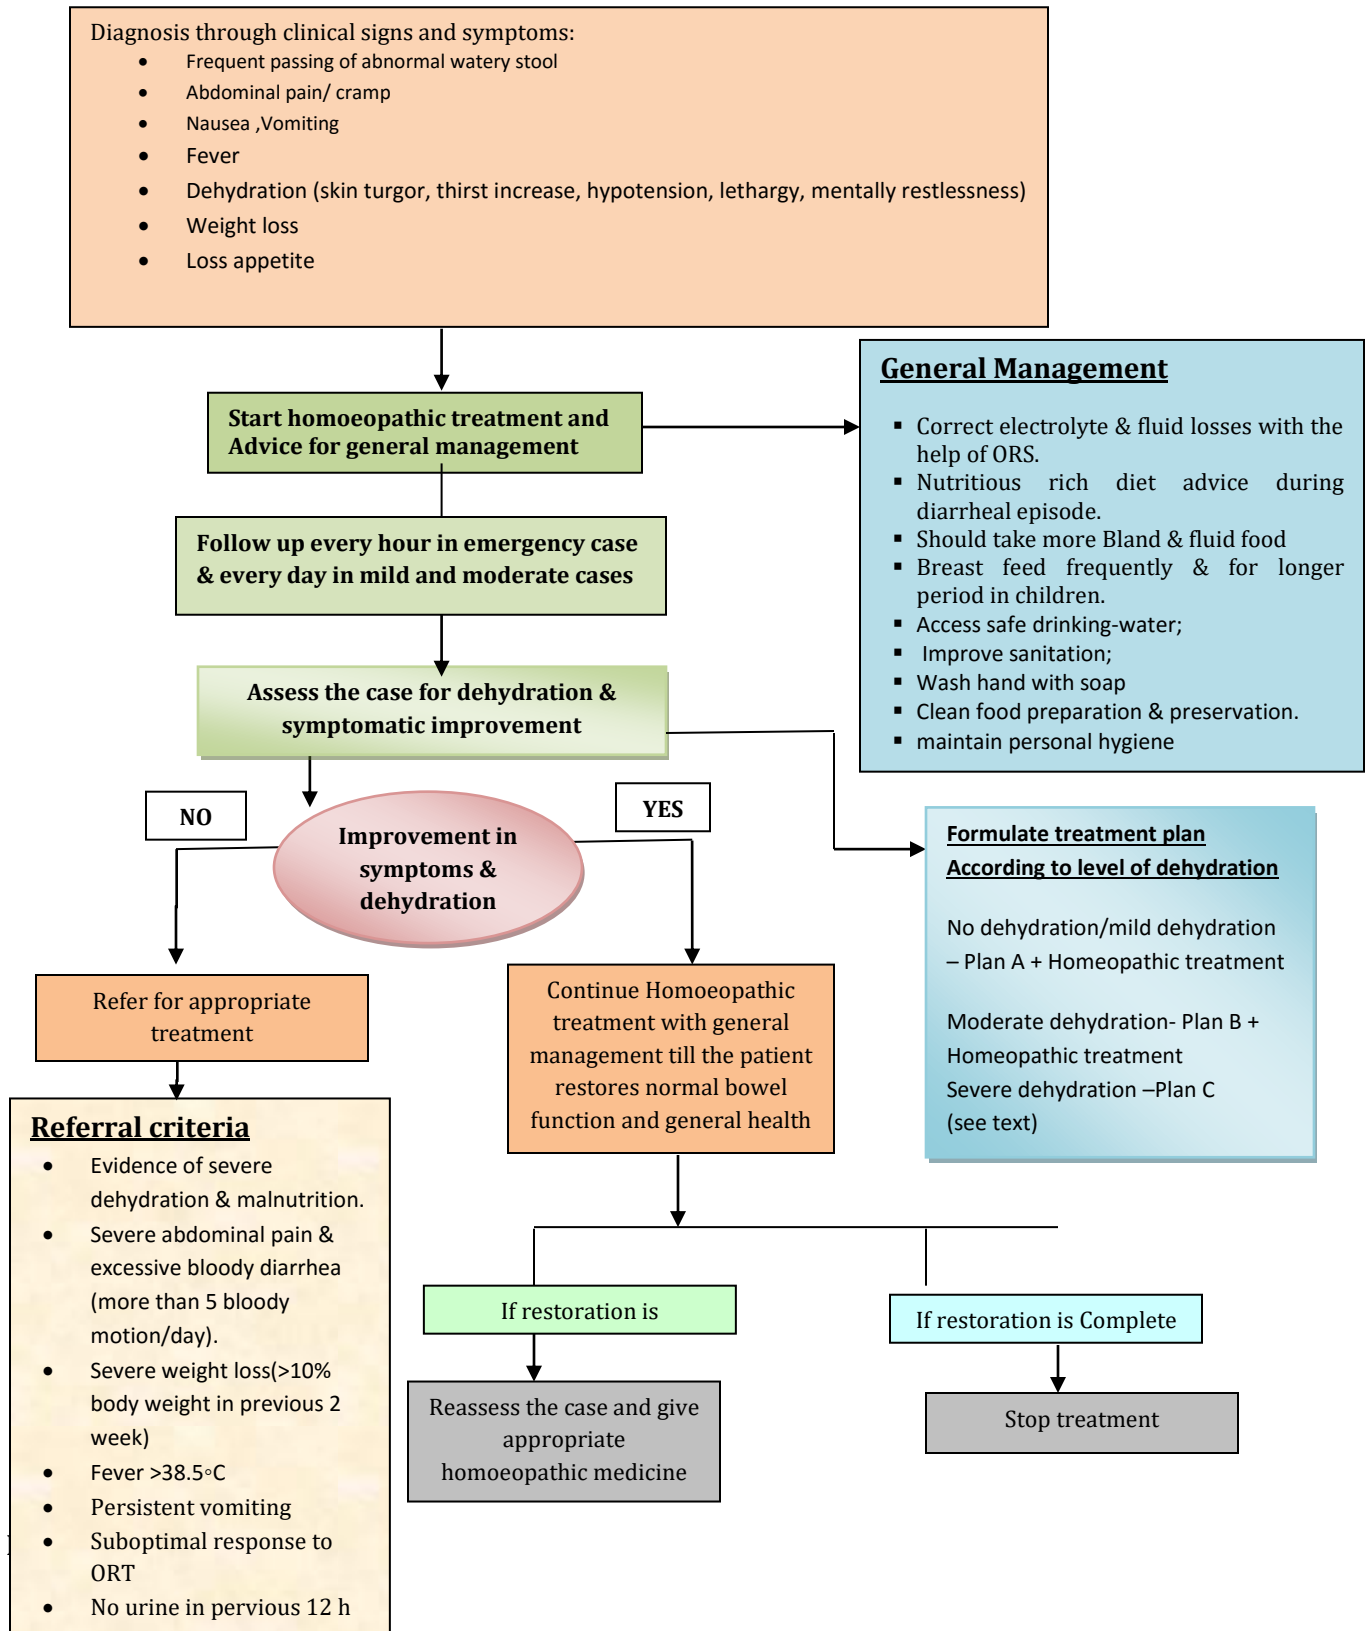 Diagnosis through clinical signs and symptoms:
• Frequent passing of abnormal watery stool
• Abdominal pain/ cramp
• Nausea ,Vomiting
• Fever
• Dehydration (skin turgor, thirst increase, hypotension, lethargy, mentally restlessness)
• Weight loss
• Loss appetite
Start homoeopathic treatment and
Advice for general management
General Management
▪ Correct electrolyte & fluid losses with the
help of ORS.
▪ Nutritious rich diet advice during
diarrheal episode.
▪ Should take more Bland & fluid food
▪ Breast feed frequently & for longer
period in children.
▪ Access safe drinking-water;
▪ Improve sanitation;
▪ Wash hand with soap
▪ Clean food preparation & preservation.
▪ maintain personal hygiene
Follow up every hour in emergency case
& every day in mild and moderate cases
Assess the case for dehydration &
symptomatic improvement
NO
YES
Improvement in
symptoms &
dehydration
Formulate treatment plan
According to level of dehydration
No dehydration/mild dehydration
– Plan A + Homeopathic treatment
Moderate dehydration- Plan B +
Homeopathic treatment
Severe dehydration –Plan C
(see text)
Refer for appropriate
treatment
Continue Homoeopathic
treatment with general
management till the patient
restores normal bowel
function and general health
Referral criteria
• Evidence of severe
dehydration & malnutrition.
• Severe abdominal pain &
excessive bloody diarrhea
(more than 5 bloody
motion/day).
• Severe weight loss(>10%
body weight in previous 2
week)
• Fever >38.5◦C
• Persistent vomiting
• Suboptimal response to
ORT
• No urine in pervious 12 h
If restoration is
If restoration is Complete
Reassess the case and give
appropriate
homoeopathic medicine
Stop treatment